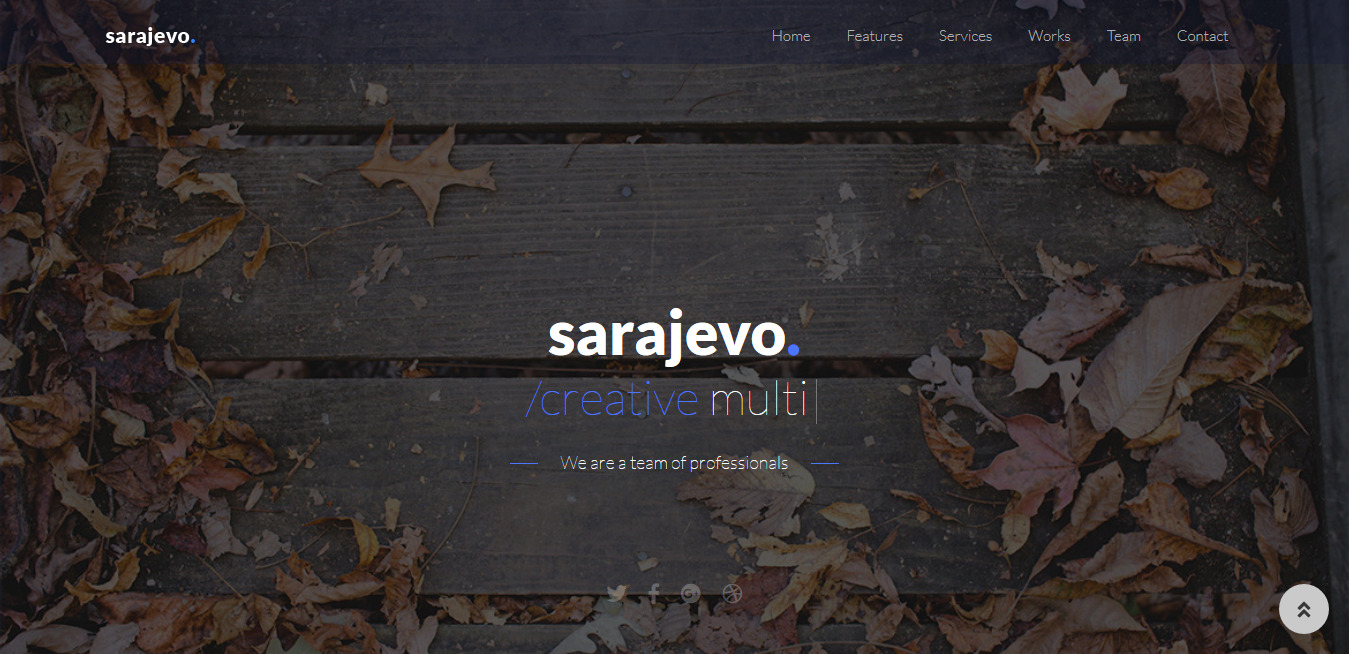 sarajevo.
Home Features Services Works Team Contact
sarajevo.
/creative multi|
We are a team of professionals